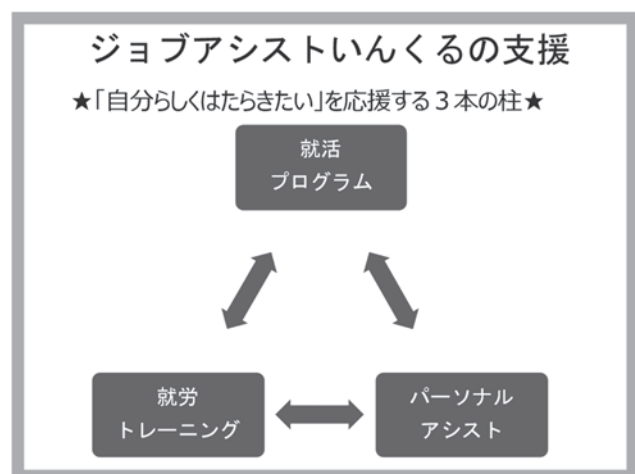 ジョブアシストいんくるの支援
★「自分らしくはたらきたい」を応援する３本の柱★
就活
プログラム
就労
トレーニング
パーソナル
アシスト